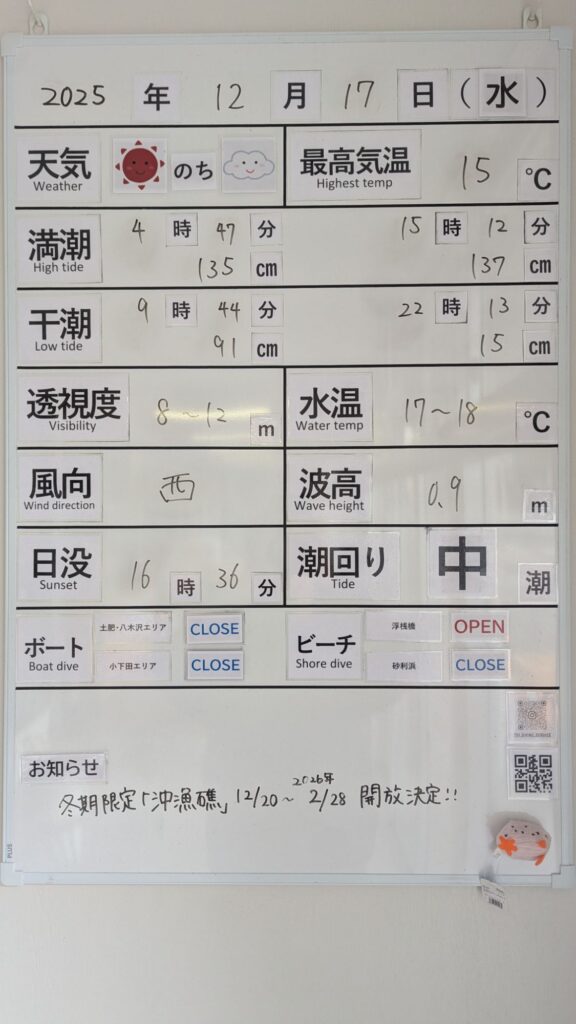 2025 年 12 月 17 日 (水)
天気 のち 最高気温 15 ℃
Weather Highest temp
満潮 4 時 47 分 15 時 12 分
High tide 135 cm 137 cm
干潮 9 時 44 分 22 時 13 分
Low tide 91 cm 15 cm
透視度 8〜12 m 水温 17〜18 ℃
Visibility Water temp
風向 西 波高 0.9 m
Wind direction Wave height
日没 16 時 36 分 潮回り 中 潮
Sunset Tide
ボート 土肥・八木沢エリア CLOSE ビーチ 浮桟橋 OPEN
Boat dive 小下田エリア CLOSE Shore dive 砂利浜 CLOSE
お知らせ
2026年
冬期限定「沖漁礁」12/20〜2/28 開放決定!!
PLUS